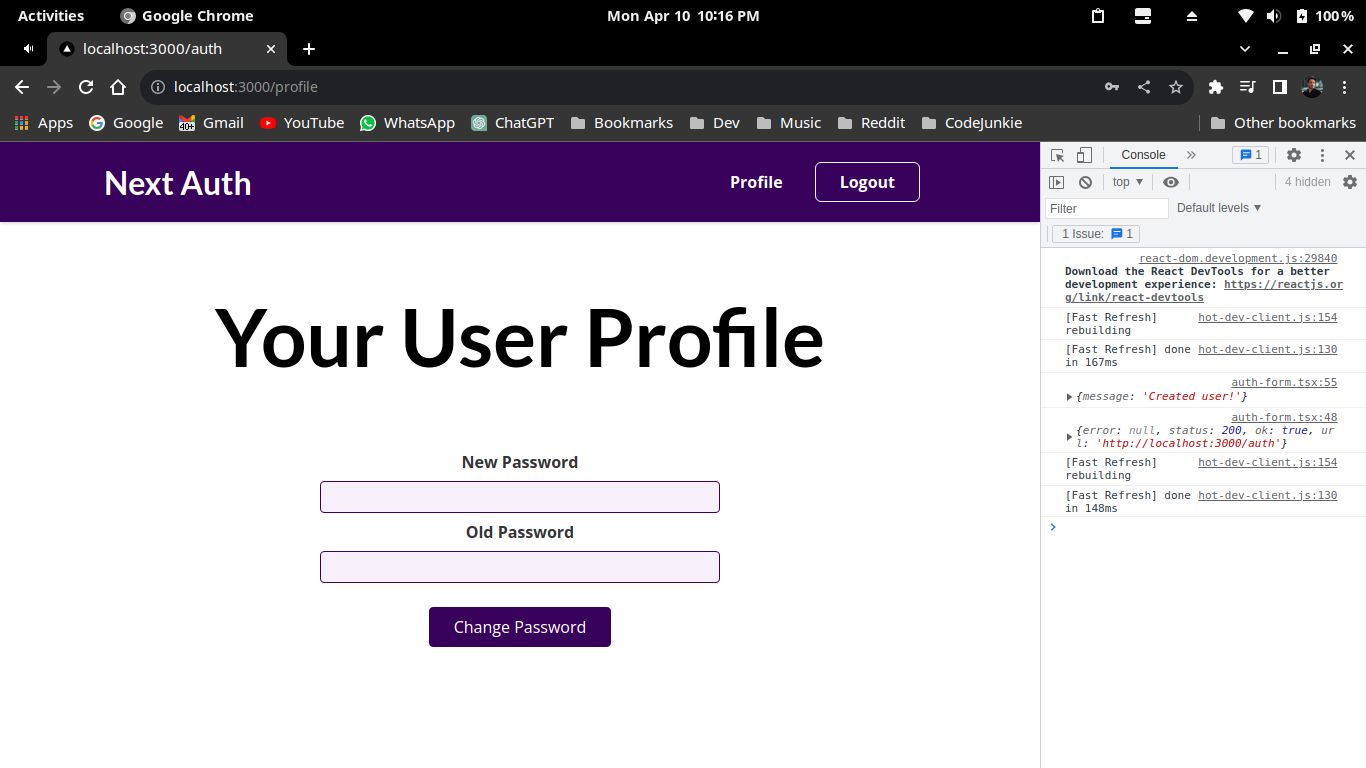 Activities Google Chrome Mon Apr 10 10:16 PM 100%
localhost:3000/auth
localhost:3000/profile
Apps Google 40+ Gmail YouTube WhatsApp ChatGPT Bookmarks Dev Music Reddit CodeJunkie Other bookmarks
Next Auth Profile Logout
Your User Profile
New Password
Old Password
Change Password
Console 1
top 4 hidden
Filter Default levels
1 Issue: 1
react-dom.development.js:29840
Download the React DevTools for a better
development experience: https://reactjs.or
g/link/react-devtools
[Fast Refresh] hot-dev-client.js:154
rebuilding
[Fast Refresh] done hot-dev-client.js:130
in 167ms
auth-form.tsx:55
{message: 'Created user!'}
auth-form.tsx:48
{error: null, status: 200, ok: true, ur
l: 'http://localhost:3000/auth'}
[Fast Refresh] hot-dev-client.js:154
rebuilding
[Fast Refresh] done hot-dev-client.js:130
in 148ms